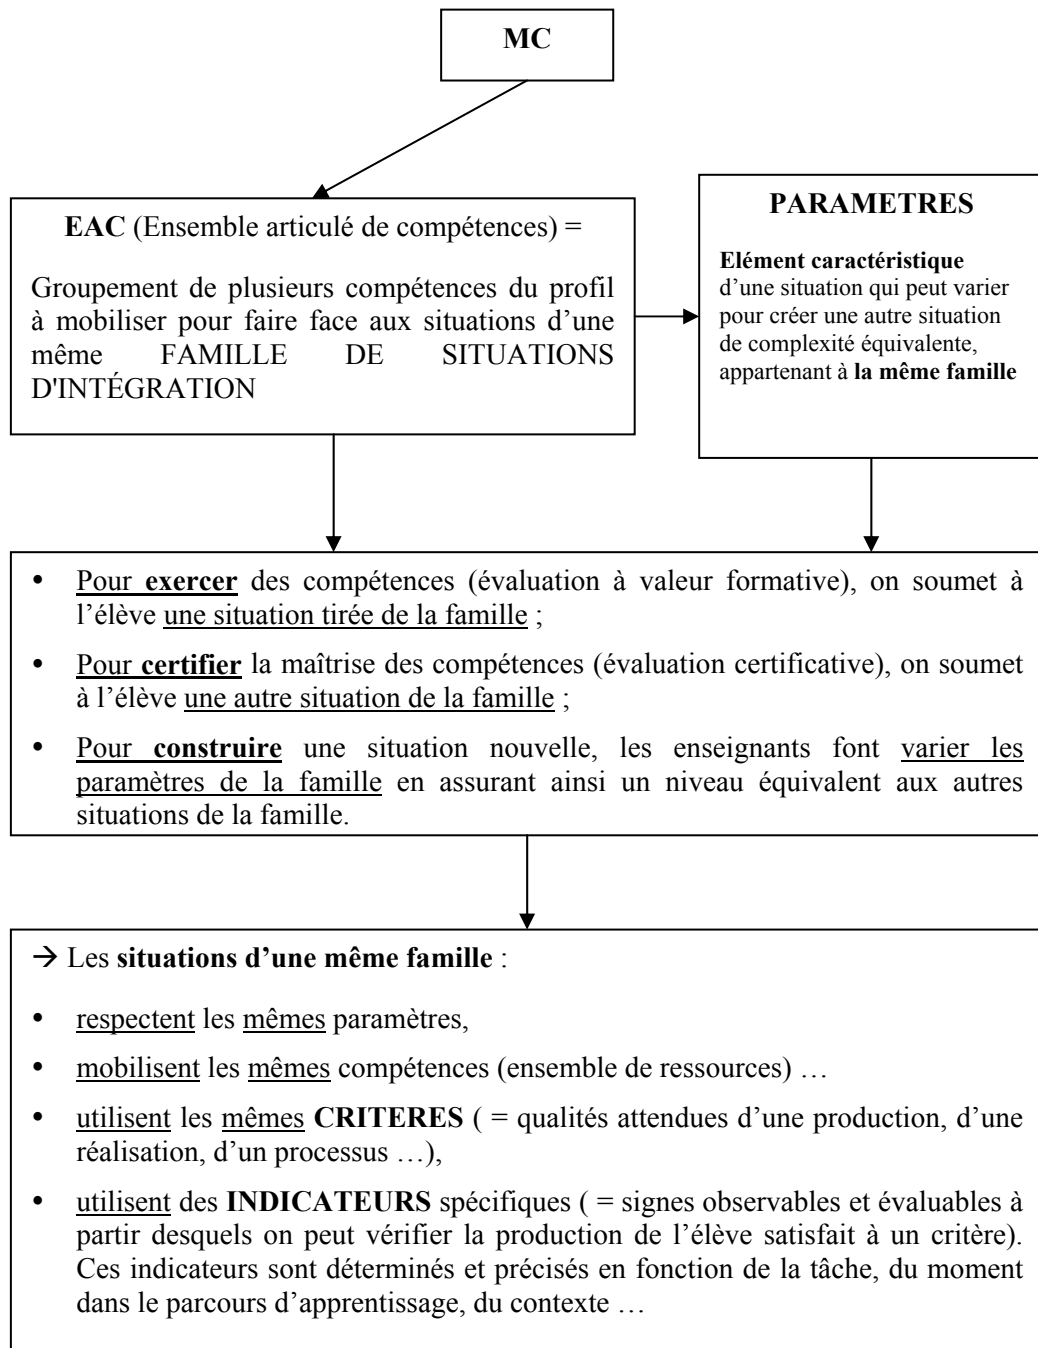 MC
EAC (Ensemble articulé de compétences) =
Groupement de plusieurs compétences du profil
à mobiliser pour faire face aux situations d’une
même FAMILLE DE SITUATIONS
D'INTÉGRATION
PARAMETRES
Elément caractéristique
d’une situation qui peut varier
pour créer une autre situation
de complexité équivalente,
appartenant à la même famille
• Pour exercer des compétences (évaluation à valeur formative), on soumet à
l’élève une situation tirée de la famille ;
• Pour certifier la maîtrise des compétences (évaluation certificative), on soumet
à l’élève une autre situation de la famille ;
• Pour construire une situation nouvelle, les enseignants font varier les
paramètres de la famille en assurant ainsi un niveau équivalent aux autres
situations de la famille.
→ Les situations d’une même famille :
• respectent les mêmes paramètres,
• mobilisent les mêmes compétences (ensemble de ressources) …
• utilisent les mêmes CRITERES ( = qualités attendues d’une production, d’une
réalisation, d’un processus …),
• utilisent des INDICATEURS spécifiques ( = signes observables et évaluables à
partir desquels on peut vérifier la production de l’élève satisfait à un critère).
Ces indicateurs sont déterminés et précisés en fonction de la tâche, du moment
dans le parcours d’apprentissage, du contexte …